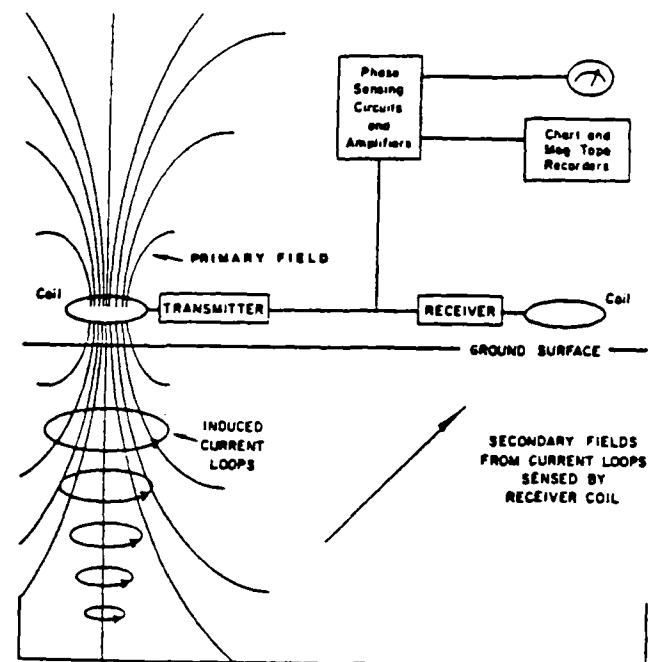 Phase
Sensing
Circuits
and
Amplifiers
Chart and
Mag Tape
Recorders
PRIMARY FIELD
Coil
TRANSMITTER
RECEIVER
Coil
GROUND SURFACE
INDUCED
CURRENT
LOOPS
SECONDARY FIELDS
FROM CURRENT LOOPS
SENSED BY
RECEIVER COIL